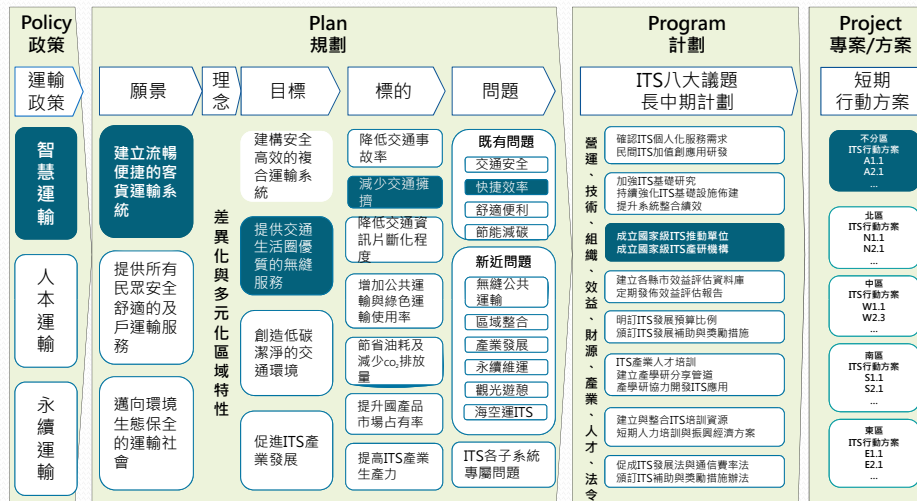 Policy
政策
Plan
規劃
Program
計劃
Project
專案/方案
運輸
政策
願景
理
念
目標
標的
問題
ITS八大議題
長中期計劃
短期
行動方案
智
慧
運
輸
人
本
運
輸
永
續
運
輸
建立流暢
便捷的客
貨運輸系
統
提供所有
民眾安全
舒適的及
戶運輸服
務
邁向環境
生態保全
的運輸社
會
差
異
化
與
多
元
化
區
域
特
性
建構安全
高效的複
合運輸系
統
提供交通
生活圈優
質的無縫
服務
創造低碳
潔淨的交
通環境
促進ITS產
業發展
降低交通事
故率
減少交通擁
擠
降低交通資
訊片斷化程
度
增加公共運
輸與綠色運
輸使用率
節省油耗及
減少co₂排放
量
提升國產品
市場占有率
提高ITS產業
生產力
既有問題
交通安全
快捷效率
舒適便利
節能減碳
新近問題
無縫公共
運輸
區域整合
產業發展
永續維運
觀光遊憩
海空運ITS
ITS各子系統
專屬問題
營
運
、
技
術
、
組
織
、
效
益
、
財
源
、
產
業
、
人
才
、
法
令
確認ITS個人化服務需求
民間ITS加值創應用研發
加強ITS基礎研究
持續強化ITS基礎設施佈建
提升系統整合績效
成立國家級ITS推動單位
成立國家級ITS產研機構
建立各縣市效益評估資料庫
定期發佈效益評估報告
明訂ITS發展預算比例
頒訂ITS發展補助與獎勵措施
ITS產業人才培訓
建立產學研分享管道
產學研協力開發ITS應用
建立與整合ITS培訓資源
短期人力培訓與振興經濟方案
促成ITS發展法與通信費率法
頒訂ITS補助與獎勵措施辦法
不分區
ITS行動方案
A1.1
A2.1
...
北區
ITS行動方案
N1.1
N2.1
...
中區
ITS行動方案
W1.1
W2.3
...
南區
ITS行動方案
S1.1
S2.1
...
東區
ITS行動方案
E1.1
E2.1
...